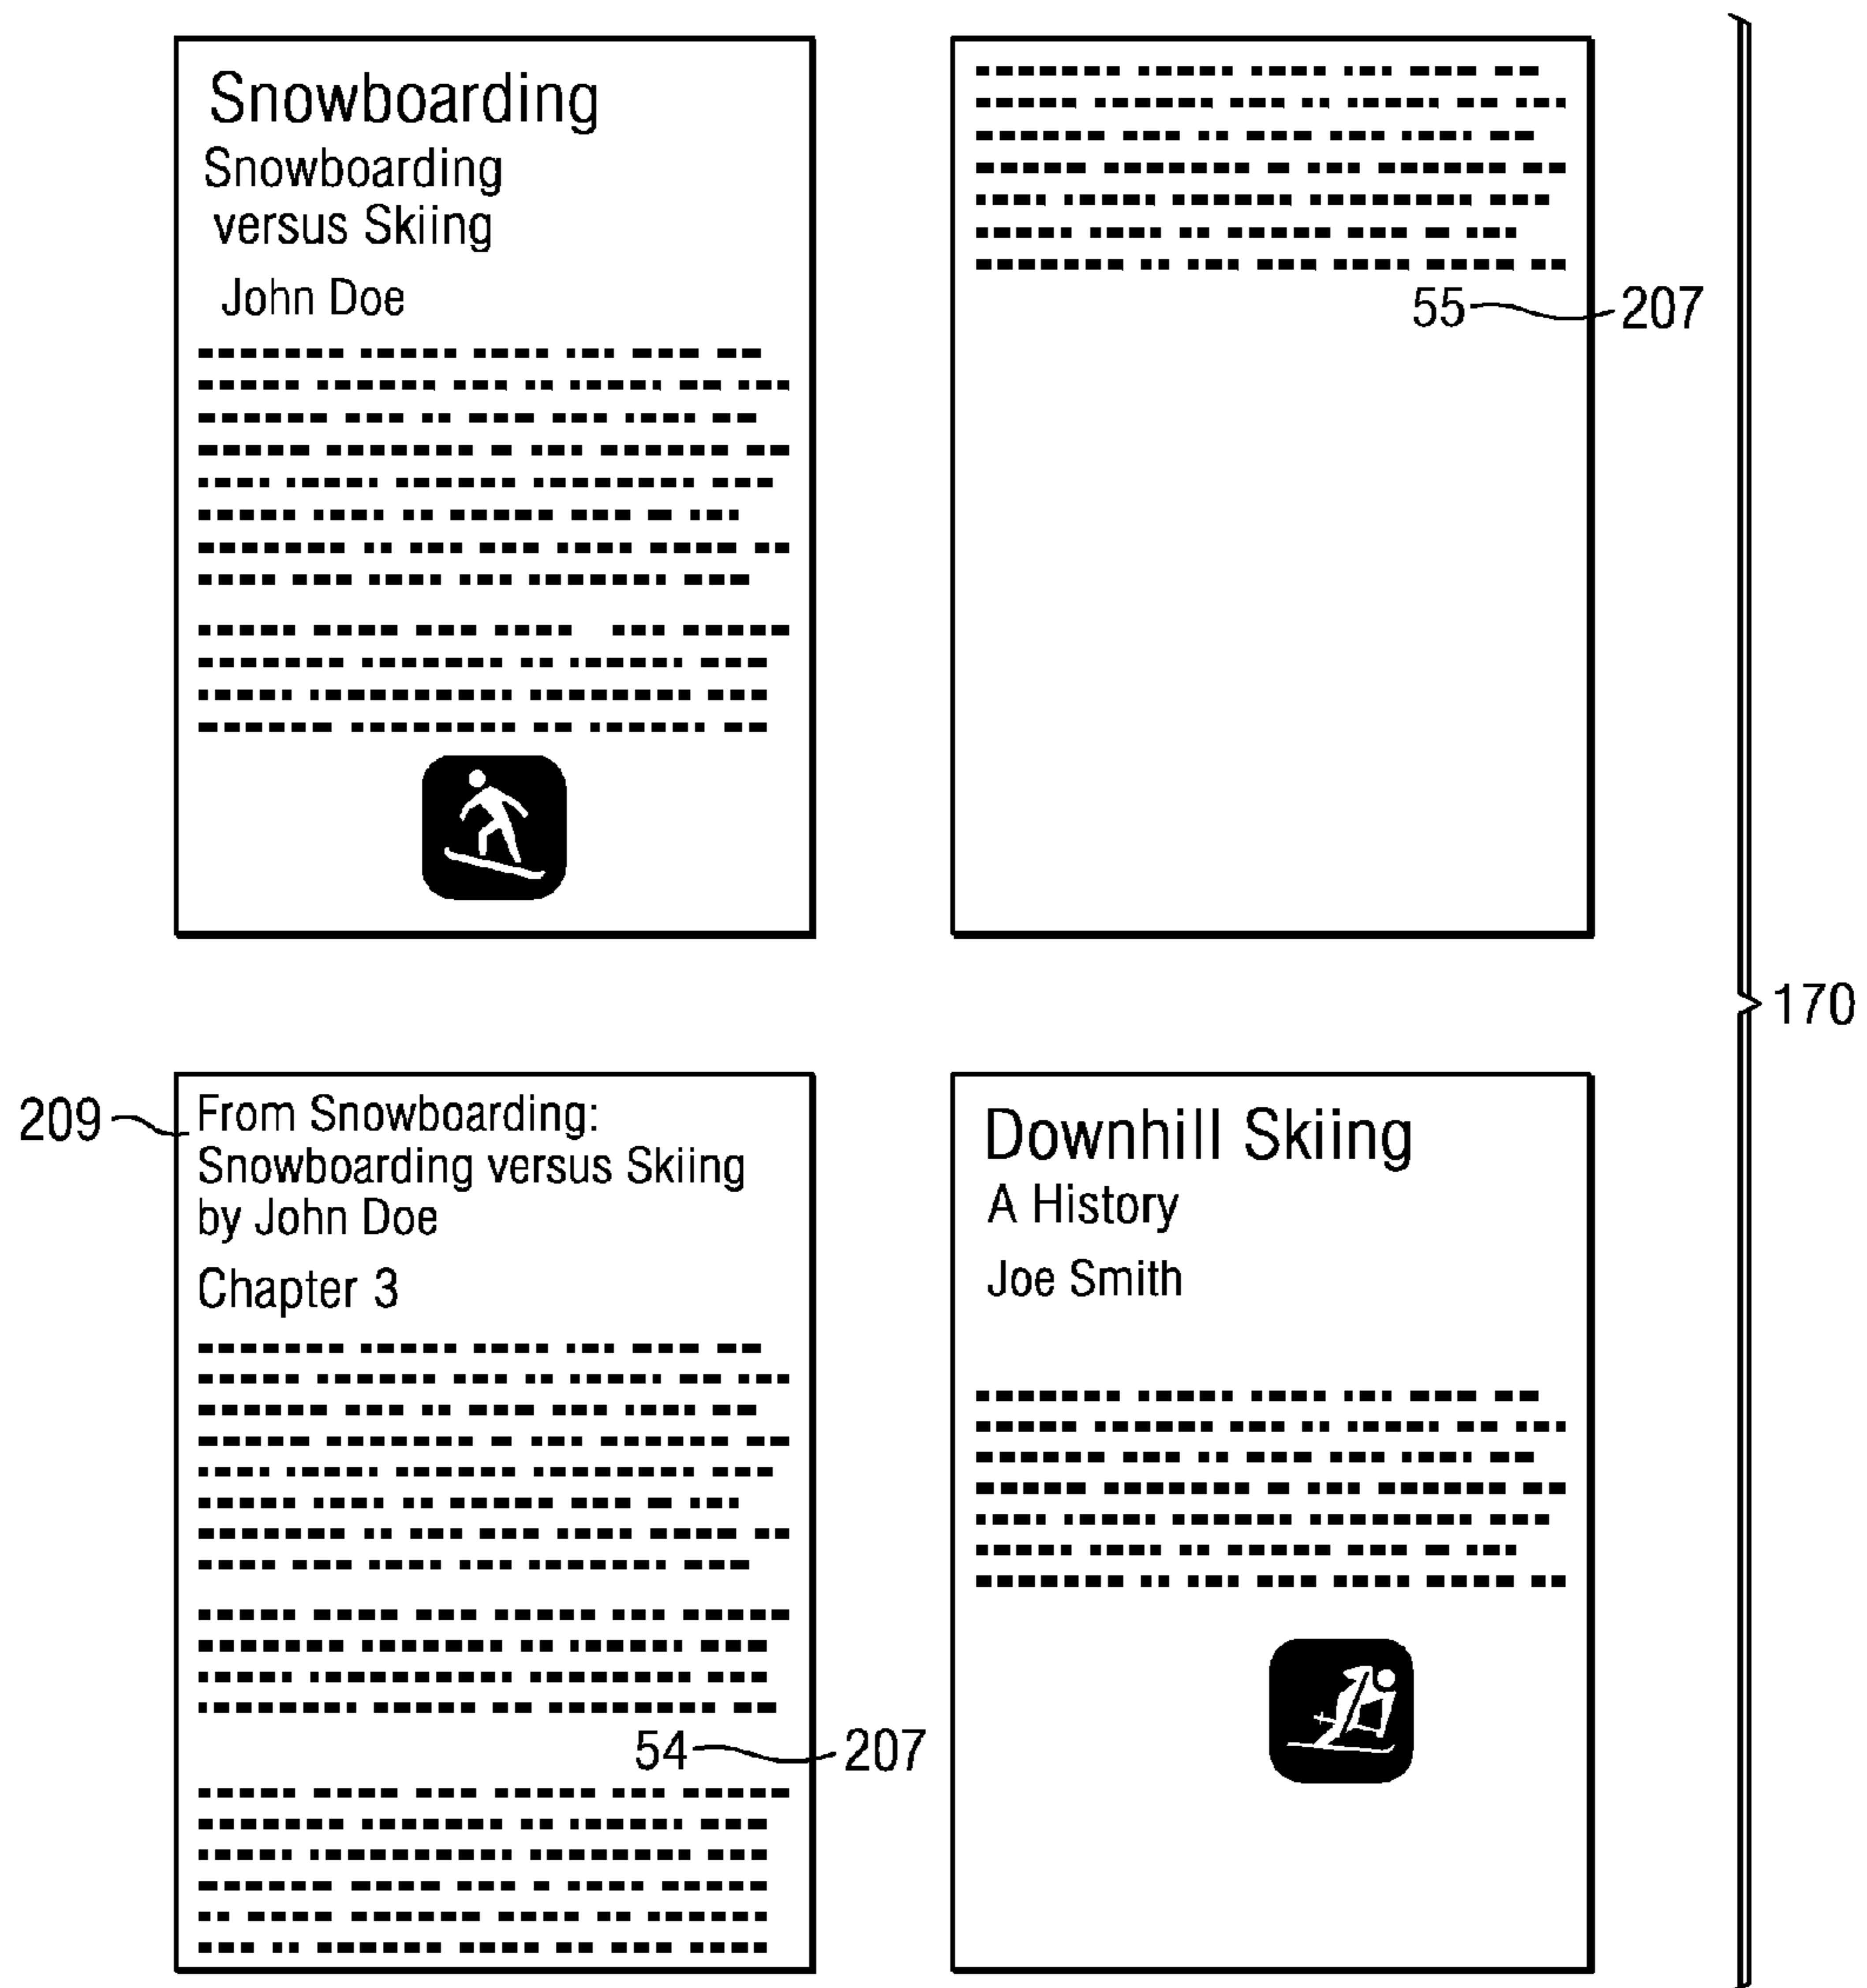 Snowboarding
Snowboarding
versus Skiing
John Doe
55
207
170
209
From Snowboarding:
Snowboarding versus Skiing
by John Doe
Chapter 3
54
207
Downhill Skiing
A History
Joe Smith